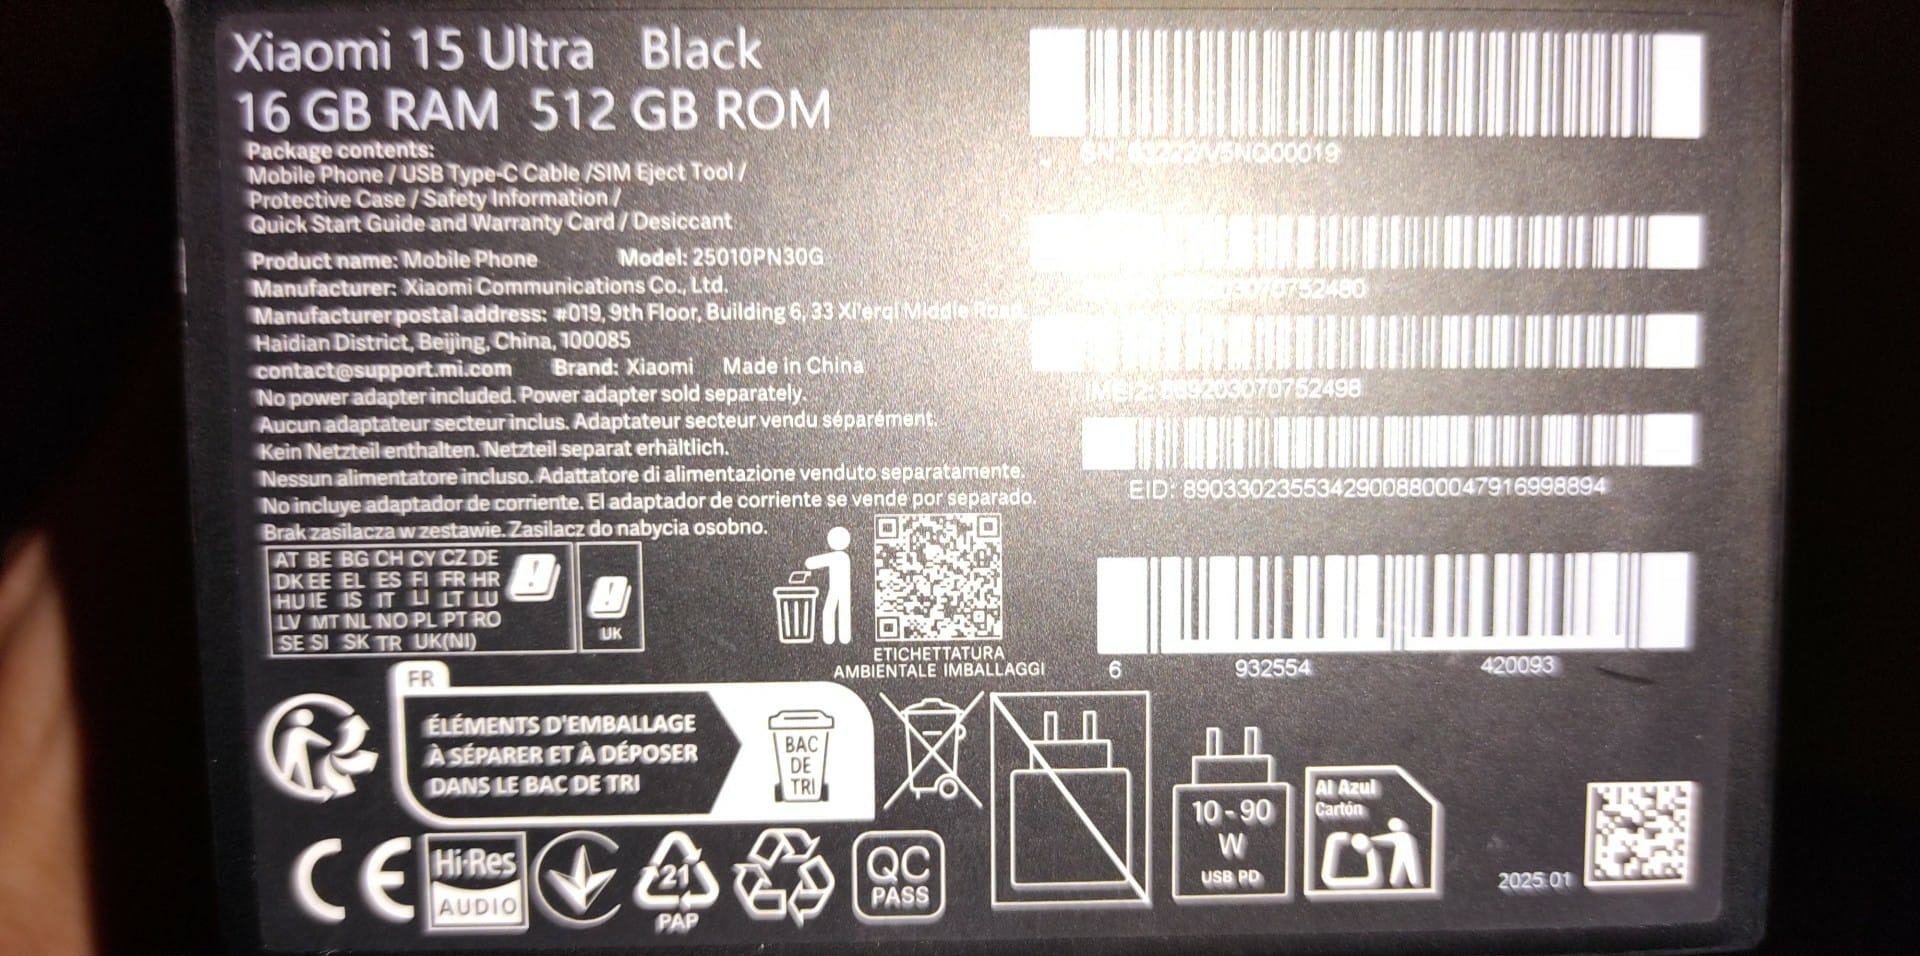 Xiaomi 15 Ultra Black
16 GB RAM 512 GB ROM
Package contents:
Mobile Phone / USB Type-C Cable /SIM Eject Tool /
Protective Case / Safety Information /
Quick Start Guide and Warranty Card / Desiccant
Product name: Mobile Phone Model: 25010PN30G
Manufacturer: Xiaomi Communications Co., Ltd.
Manufacturer postal address: #019, 9th Floor, Building 6, 33 Xi'erqi Middle Road,
Haidian District, Beijing, China, 100085
contact@support.mi.com Brand: Xiaomi Made in China
No power adapter included. Power adapter sold separately.
Aucun adaptateur secteur inclus. Adaptateur secteur vendu séparément.
Kein Netzteil enthalten. Netzteil separat erhältlich.
Nessun alimentatore incluso. Adattatore di alimentazione venduto separatamente.
No incluye adaptador de corriente. El adaptador de corriente se vende por separado.
Brak zasilacza w zestawie. Zasilacz do nabycia osobno.
AT BE BG CH CY CZ DE
DK EE EL ES FI FR HR
HU IE IS IT LI LT LU
LV MT NL NO PL PT RO
SE SI SK TR UK(NI)
UK
ETICHETTATURA
AMBIENTALE IMBALLAGGI
SN:
IMEI 2:
EID: 89033023553429008800047916998894
6 932554 420093
FR
ÉLÉMENTS D'EMBALLAGE
À SÉPARER ET À DÉPOSER
DANS LE BAC DE TRI
BAC
DE
TRI
10 - 90
W
USB PD
Al Azul
Cartón
2025.01
CE
Hi-Res
AUDIO
21
PAP
QC
PASS